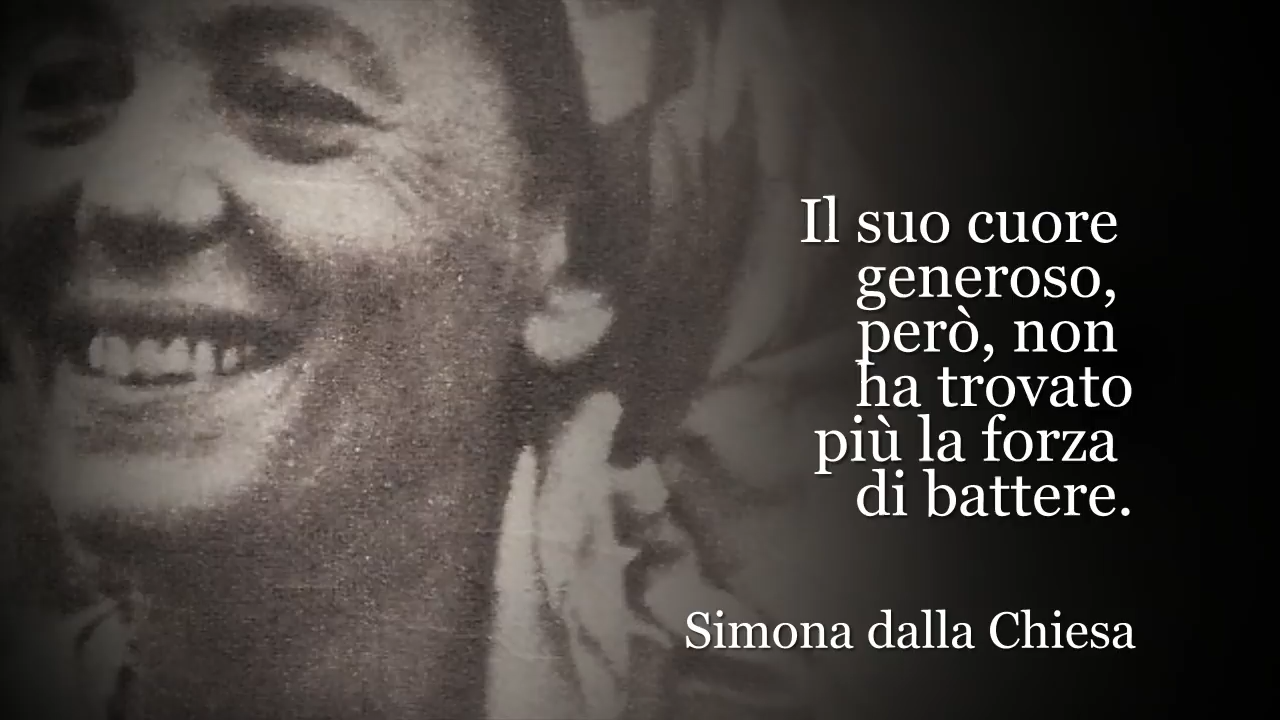 Il suo cuore
generoso,
però, non
ha trovato
più la forza
di battere.
Simona dalla Chiesa